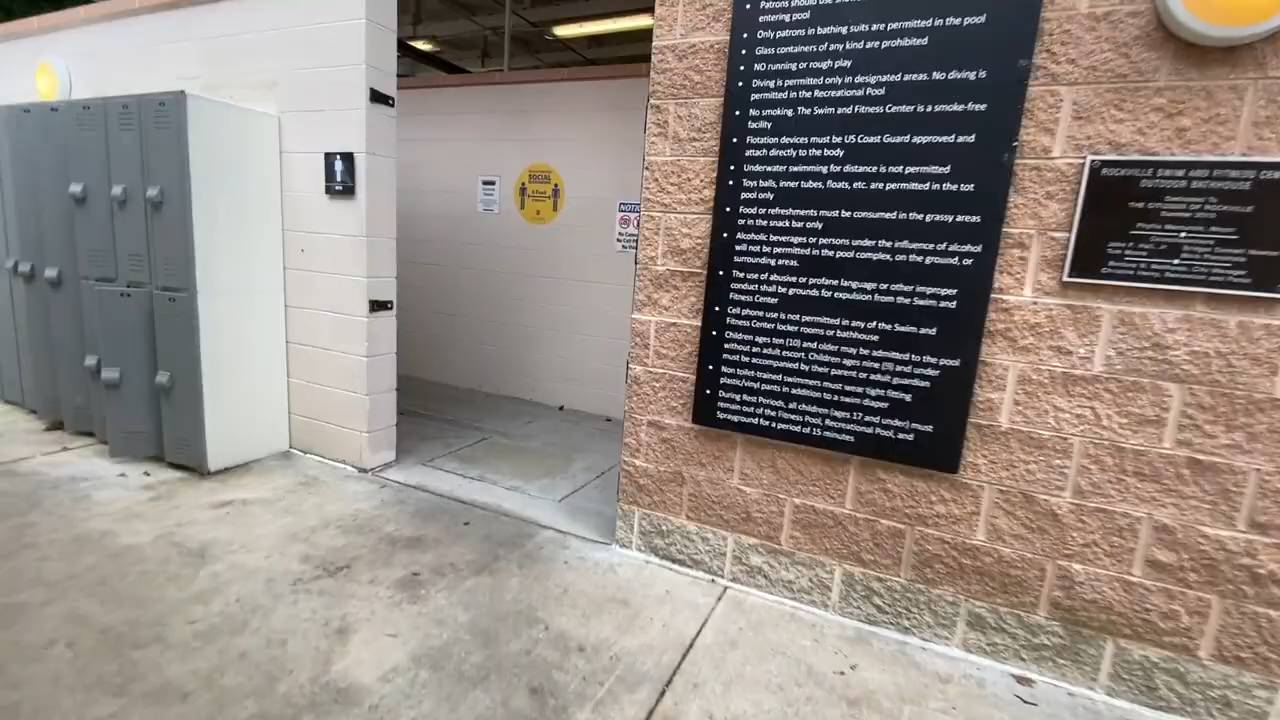 • Patrons should use
entering pool
• Only patrons in bathing suits are permitted in the pool
• Glass containers of any kind are prohibited
• NO running or rough play
• Diving is permitted only in designated areas. No diving is
permitted in the Recreational Pool
• No smoking. The Swim and Fitness Center is a smoke-free
facility
• Flotation devices must be US Coast Guard approved and
attach directly to the body
• Underwater swimming for distance is not permitted
• Toys balls, inner tubes, floats, etc. are permitted in the tot
pool only
• Food or refreshments must be consumed in the grassy areas
or in the snack bar only
• Alcoholic beverages or persons under the influence of alcohol
will not be permitted in the pool complex, on the ground, or
surrounding areas.
• The use of abusive or profane language or other improper
conduct shall be grounds for expulsion from the Swim and
Fitness Center
• Cell phone use is not permitted in any of the Swim and
Fitness Center locker rooms or bathhouse
• Children ages ten (10) and older may be admitted to the pool
without an adult escort. Children ages nine (9) and under
must be accompanied by their parent or adult guardian
• Non toilet-trained swimmers must wear tight fitting
plastic/vinyl pants in addition to a swim diaper
• During Rest Periods, all children (ages 17 and under) must
remain out of the Fitness Pool, Recreational Pool, and
Sprayground for a period of 15 minutes
ROCKVILLE SWIM AND FITNESS CEN
OUTDOOR BATHHOUSE
THE CITIZENS OF ROCKVILLE
SOCIAL
6 Feet
NOTIC